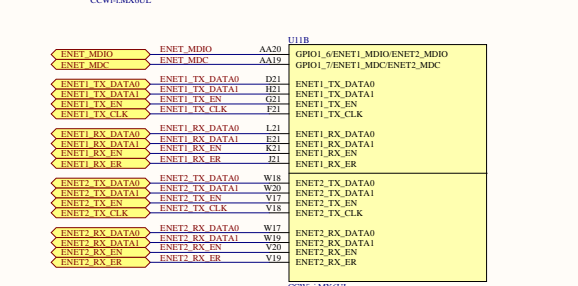 CCWi-i.MX6UL
U11B
ENET_MDIO ENET_MDIO AA20 GPIO1_6/ENET1_MDIO/ENET2_MDIO
ENET_MDC ENET_MDC AA19 GPIO1_7/ENET1_MDC/ENET2_MDC
ENET1_TX_DATA0 ENET1_TX_DATA0 D21 ENET1_TX_DATA0
ENET1_TX_DATA1 ENET1_TX_DATA1 H21 ENET1_TX_DATA1
ENET1_TX_EN ENET1_TX_EN G21 ENET1_TX_EN
ENET1_TX_CLK ENET1_TX_CLK F21 ENET1_TX_CLK
ENET1_RX_DATA0 ENET1_RX_DATA0 L21 ENET1_RX_DATA0
ENET1_RX_DATA1 ENET1_RX_DATA1 E21 ENET1_RX_DATA1
ENET1_RX_EN ENET1_RX_EN K21 ENET1_RX_EN
ENET1_RX_ER ENET1_RX_ER J21 ENET1_RX_ER
ENET2_TX_DATA0 ENET2_TX_DATA0 W18 ENET2_TX_DATA0
ENET2_TX_DATA1 ENET2_TX_DATA1 W20 ENET2_TX_DATA1
ENET2_TX_EN ENET2_TX_EN V17 ENET2_TX_EN
ENET2_TX_CLK ENET2_TX_CLK V18 ENET2_TX_CLK
ENET2_RX_DATA0 ENET2_RX_DATA0 W17 ENET2_RX_DATA0
ENET2_RX_DATA1 ENET2_RX_DATA1 W19 ENET2_RX_DATA1
ENET2_RX_EN ENET2_RX_EN V20 ENET2_RX_EN
ENET2_RX_ER ENET2_RX_ER V19 ENET2_RX_ER